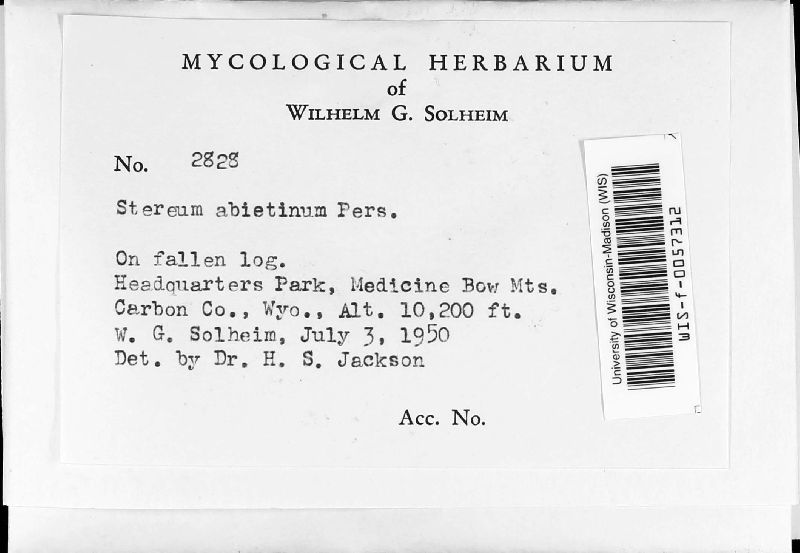 MYCOLOGICAL HERBARIUM
of
WILHELM G. SOLHEIM
No. 2828
Stereum abietinum Pers.
On fallen log.
Headquarters Park, Medicine Bow Mts.
Carbon Co., Wyo., Alt. 10,200 ft.
W. G. Solheim, July 3, 1950
Det. by Dr. H. S. Jackson
Acc. No.
University of Wisconsin-Madison (WIS)
WIS-f-0057312